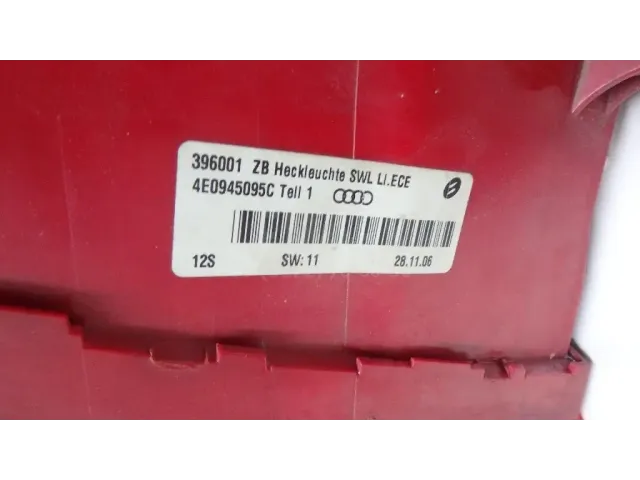 396001 ZB Heckleuchte SWL LI.ECE
4E0945095C Teil 1
12S SW: 11 28.11.06